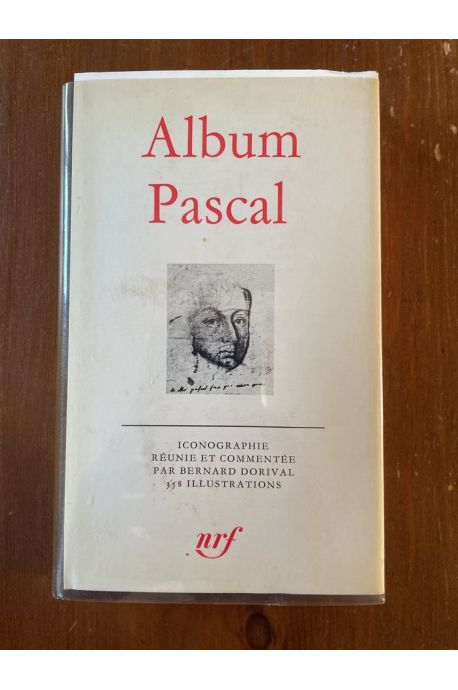 Album
Pascal
ICONOGRAPHIE
RÉUNIE ET COMMENTÉE
PAR BERNARD DORIVAL
358 ILLUSTRATIONS
nrf